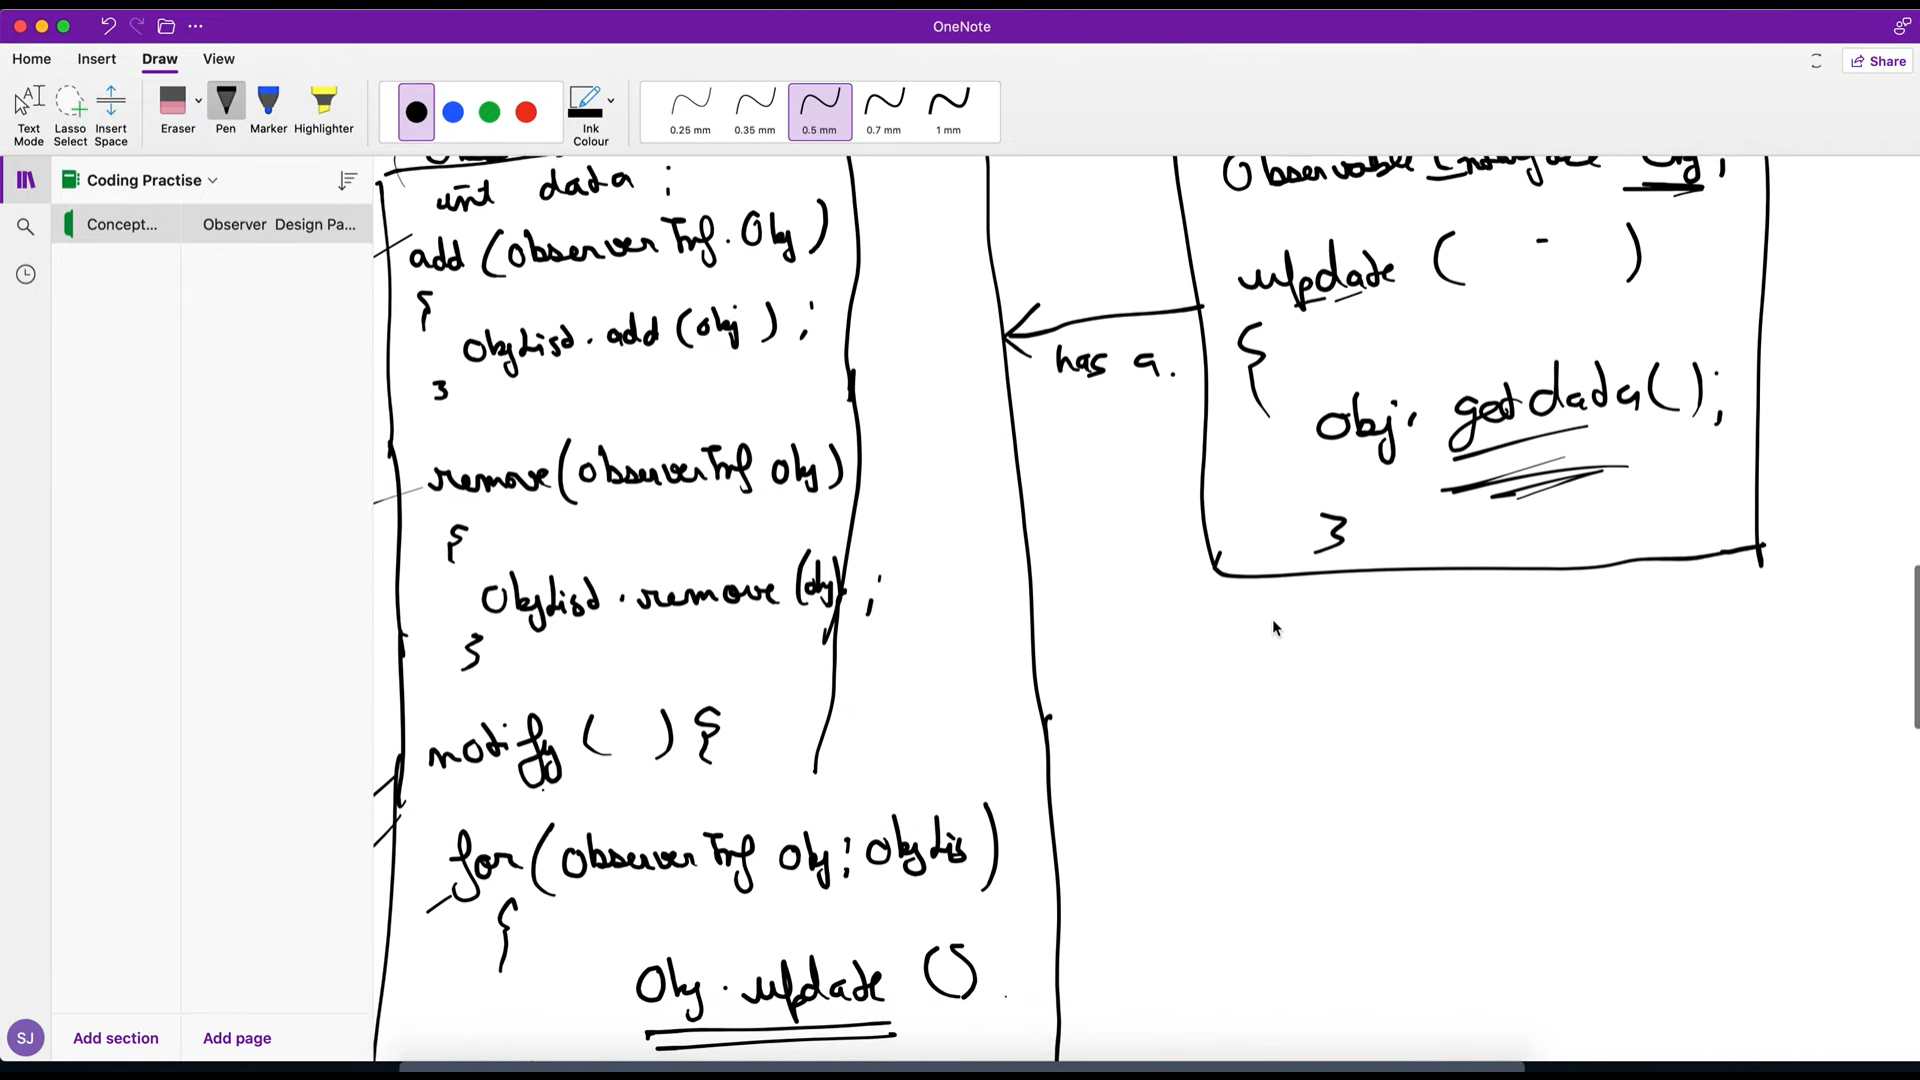 OneNote
Home Insert Draw View
Share
Text Mode
Lasso Select
Insert Space
Eraser
Pen
Marker
Highlighter
Ink Colour
0.25 mm
0.35 mm
0.5 mm
0.7 mm
1 mm
Coding Practise
Concept...
Observer Design Pa...
int data ;
add (ObserverInf. Obj)
{
ObjList.add (obj) ;
}
remove(ObserverInf Obj)
{
ObjList.remove (obj) ;
}
notify ( ) {
for(ObserverInf Obj : ObjLis)
{
Obj.update ()
has a.
Observable Obj ;
update ( - )
{
obj. getdata();
}
SJ
Add section
Add page